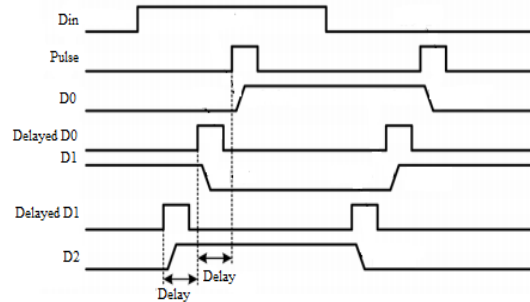 Din
Pulse
D0
Delayed D0
D1
Delayed D1
D2
Delay
Delay